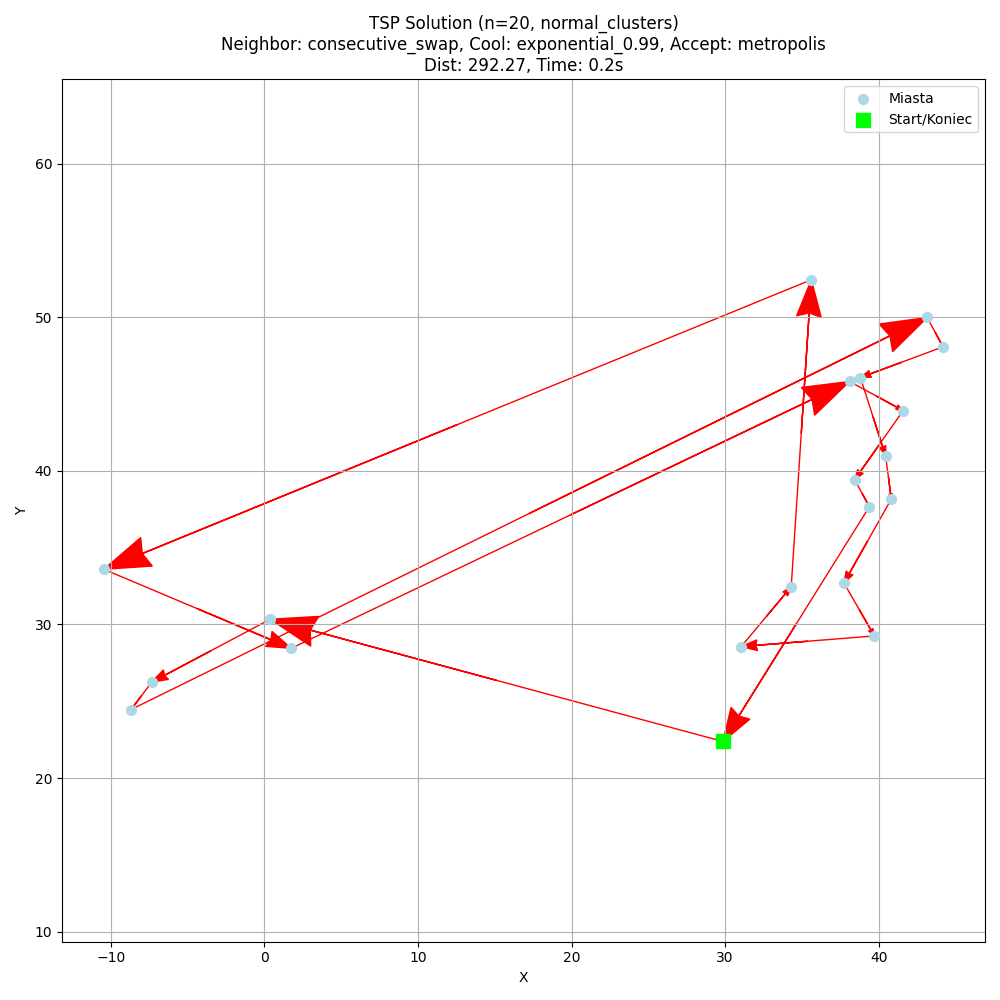 TSP Solution (n=20, normal_clusters)
Neighbor: consecutive_swap, Cool: exponential_0.99, Accept: metropolis
Dist: 292.27, Time: 0.2s
Miasta
Start/Koniec
60
50
40
30
20
10
Y
−10 0 10 20 30 40
X